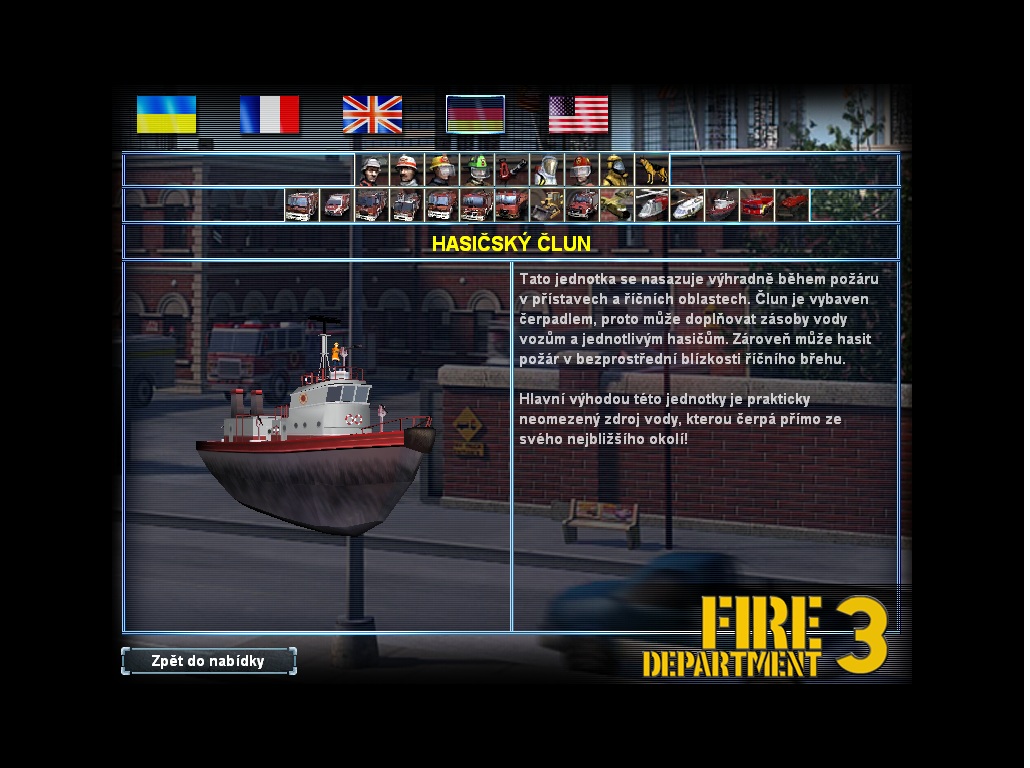 HASIČSKÝ ČLUN
Tato jednotka se nasazuje výhradně během požáru
v přístavech a říčních oblastech. Člun je vybaven
čerpadlem, proto může doplňovat zásoby vody
vozům a jednotlivým hasičům. Zároveň může hasit
požár v bezprostřední blízkosti říčního břehu.
Hlavní výhodou této jednotky je prakticky
neomezený zdroj vody, kterou čerpá přímo ze
svého nejbližšího okolí!
FIRE
DEPARTMENT 3
Zpět do nabídky